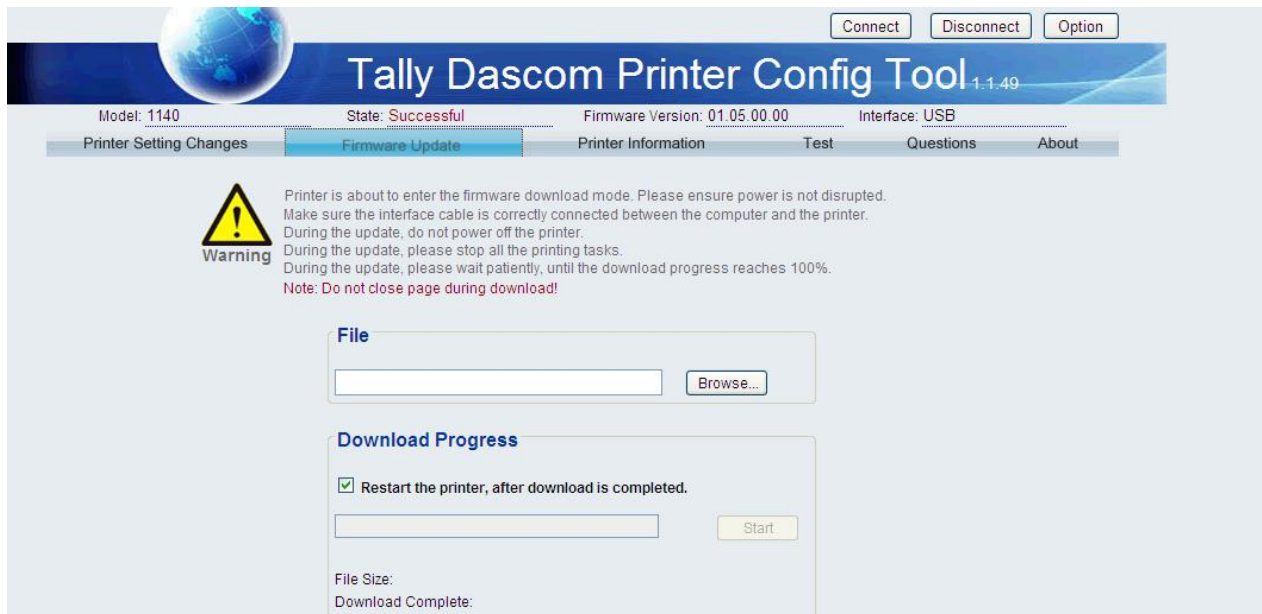 Connect Disconnect Option
Tally Dascom Printer Config Tool 1.1.49
Model: 1140 State: Successful Firmware Version: 01.05.00.00 Interface: USB
Printer Setting Changes Firmware Update Printer Information Test Questions About
Printer is about to enter the firmware download mode. Please ensure power is not disrupted.
Make sure the interface cable is correctly connected between the computer and the printer.
During the update, do not power off the printer.
During the update, please stop all the printing tasks.
Warning
During the update, please wait patiently, until the download progress reaches 100%.
Note: Do not close page during download!
File
Browse...
Download Progress
Restart the printer, after download is completed.
Start
File Size:
Download Complete: